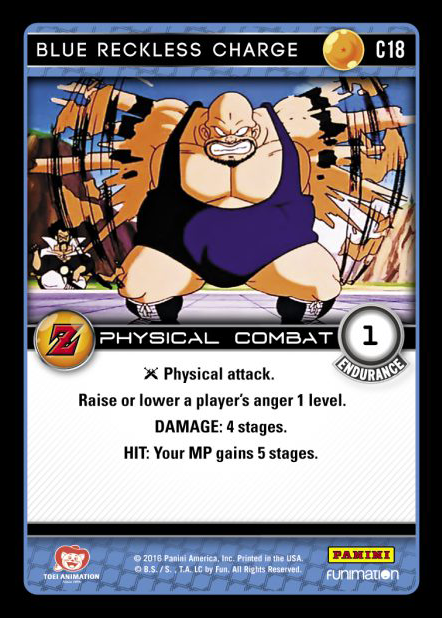 BLUE RECKLESS CHARGE C18
Z PHYSICAL COMBAT 1
ENDURANCE
Physical attack.
Raise or lower a player's anger 1 level.
DAMAGE: 4 stages.
HIT: Your MP gains 5 stages.
TOEI ANIMATION
© 2016 Panini America, Inc. Printed in the USA.
© B.S./ S. , T.A. LC by Fun. All Rights Reserved.
PANINI
FUNIMATION